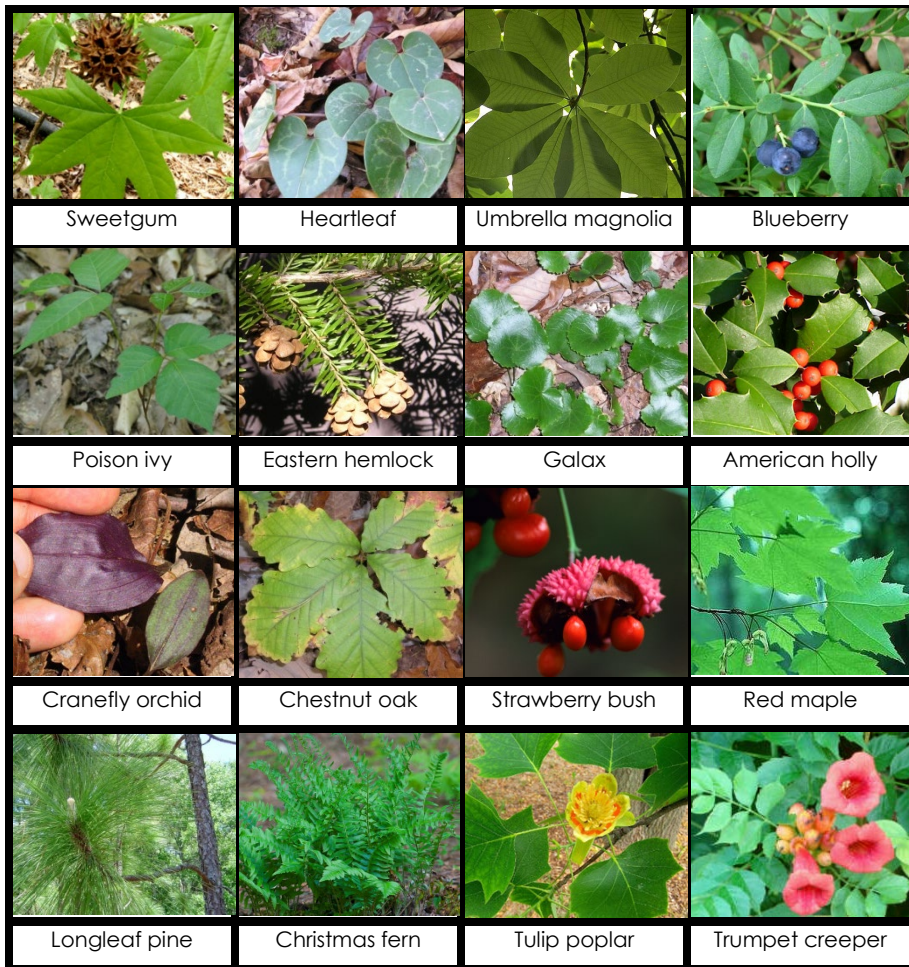 Sweetgum
Heartleaf
Umbrella magnolia
Blueberry
Poison ivy
Eastern hemlock
Galax
American holly
Cranefly orchid
Chestnut oak
Strawberry bush
Red maple
Longleaf pine
Christmas fern
Tulip poplar
Trumpet creeper